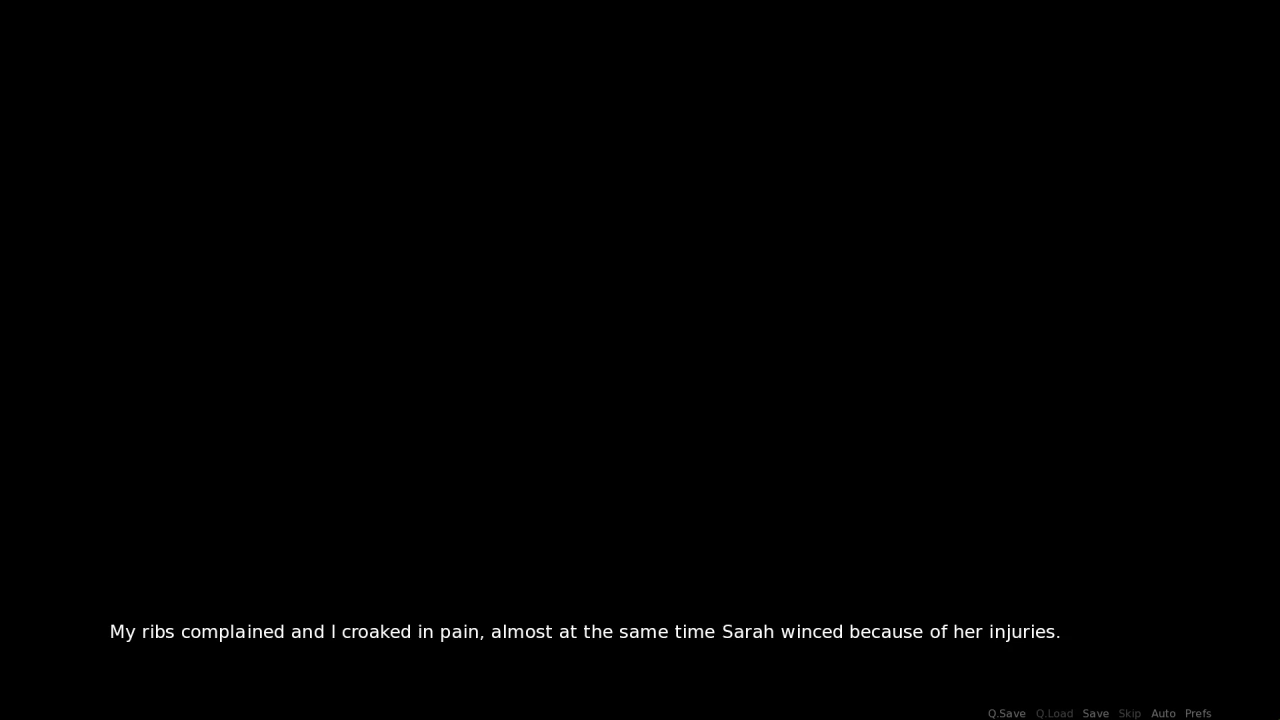 My ribs complained and I croaked in pain, almost at the same time Sarah winced because of her injuries.
Q.Save Q.Load Save Skip Auto Prefs